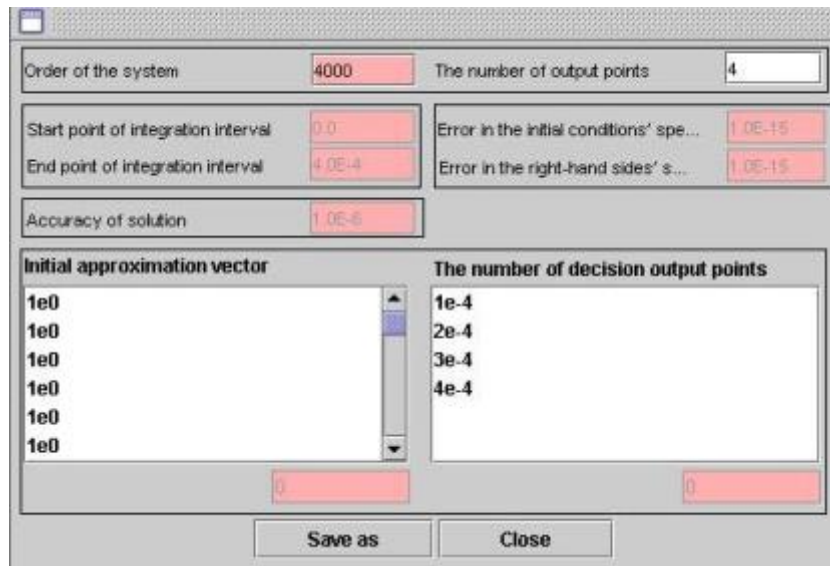 Order of the system 4000 The number of output points 4
Start point of integration interval 0.0 Error in the initial conditions' spe... 1.0E-15
End point of integration interval 4.0E-4 Error in the right-hand sides' s... 1.0E-15
Accuracy of solution 1.0E-6
Initial approximation vector
1e0
1e0
1e0
1e0
1e0
1e0
0
The number of decision output points
1e-4
2e-4
3e-4
4e-4
0
Save as Close